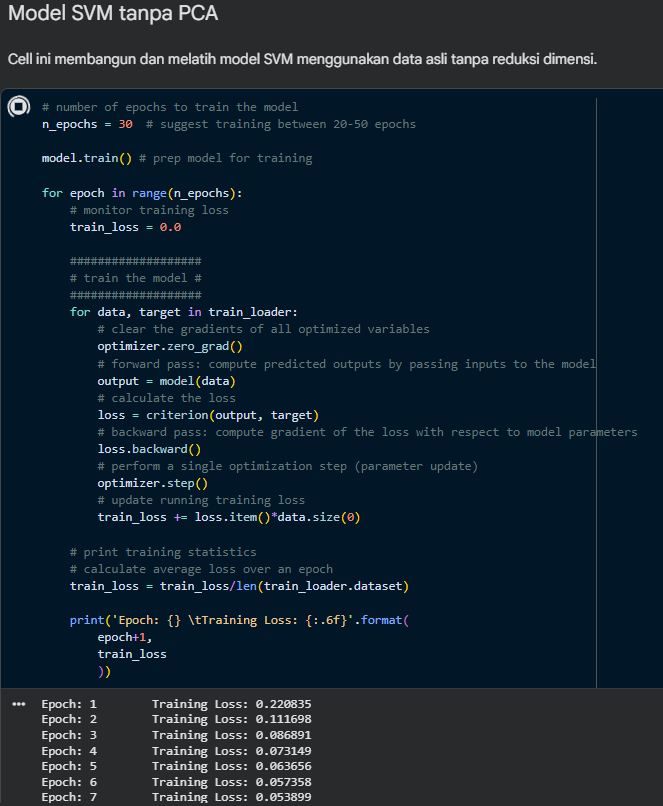 Model SVM tanpa PCA
Cell ini membangun dan melatih model SVM menggunakan data asli tanpa reduksi dimensi.
# number of epochs to train the model
n_epochs = 30  # suggest training between 20-50 epochs
model.train() # prep model for training
for epoch in range(n_epochs):
    # monitor training loss
    train_loss = 0.0
    ###################
    # train the model #
    ###################
    for data, target in train_loader:
        # clear the gradients of all optimized variables
        optimizer.zero_grad()
        # forward pass: compute predicted outputs by passing inputs to the model
        output = model(data)
        # calculate the loss
        loss = criterion(output, target)
        # backward pass: compute gradient of the loss with respect to model parameters
        loss.backward()
        # perform a single optimization step (parameter update)
        optimizer.step()
        # update running training loss
        train_loss += loss.item()*data.size(0)
    # print training statistics
    # calculate average loss over an epoch
    train_loss = train_loss/len(train_loader.dataset)
    print('Epoch: {} \tTraining Loss: {:.6f}'.format(
        epoch+1,
        train_loss
        ))
Epoch: 1 	Training Loss: 0.220835
Epoch: 2 	Training Loss: 0.111698
Epoch: 3 	Training Loss: 0.086891
Epoch: 4 	Training Loss: 0.073149
Epoch: 5 	Training Loss: 0.063656
Epoch: 6 	Training Loss: 0.057358
Epoch: 7 	Training Loss: 0.053899